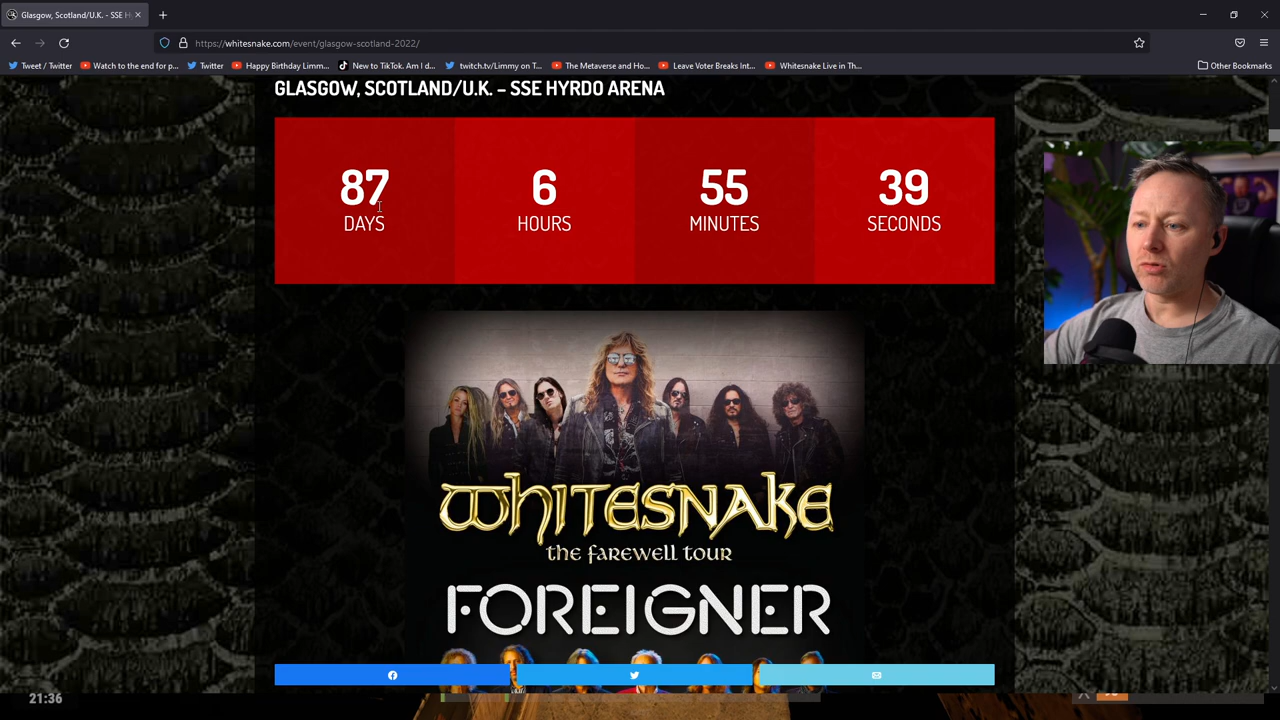 Glasgow, Scotland/U.K. - SSE H
https://whitesnake.com/event/glasgow-scotland-2022/
Tweet / Twitter
Watch to the end for p...
Twitter
Happy Birthday Limm...
New to TikTok. Am I d...
twitch.tv/Limmy on Tw...
The Metaverse and Ho...
Leave Voter Breaks Int...
Whitesnake Live in Th...
Other Bookmarks
GLASGOW, SCOTLAND/U.K. – SSE HYRDO ARENA
87 6 55 39
DAYS HOURS MINUTES SECONDS
WHITESNAKE
the farewell tour
FOREIGNER
21:36